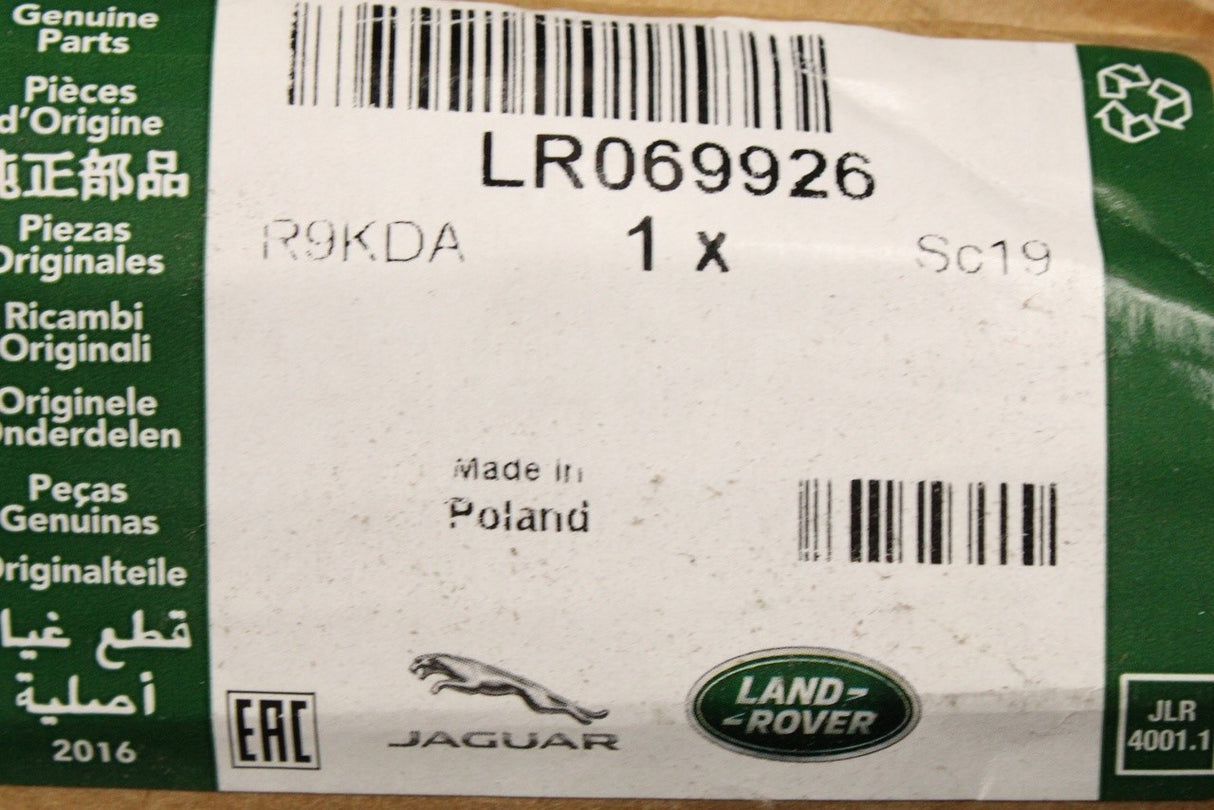 Genuine
Parts
Pièces
d'Origine
純正部品
Piezas
Originales
Ricambi
Originali
Originele
Onderdelen
Peças
Genuinas
Originalteile
قطع غيار
أصلية
2016
LR069926
R9KDA 1 x Sc19
Made in
Poland
EAC
JAGUAR
LAND-
-ROVER
JLR
4001.1